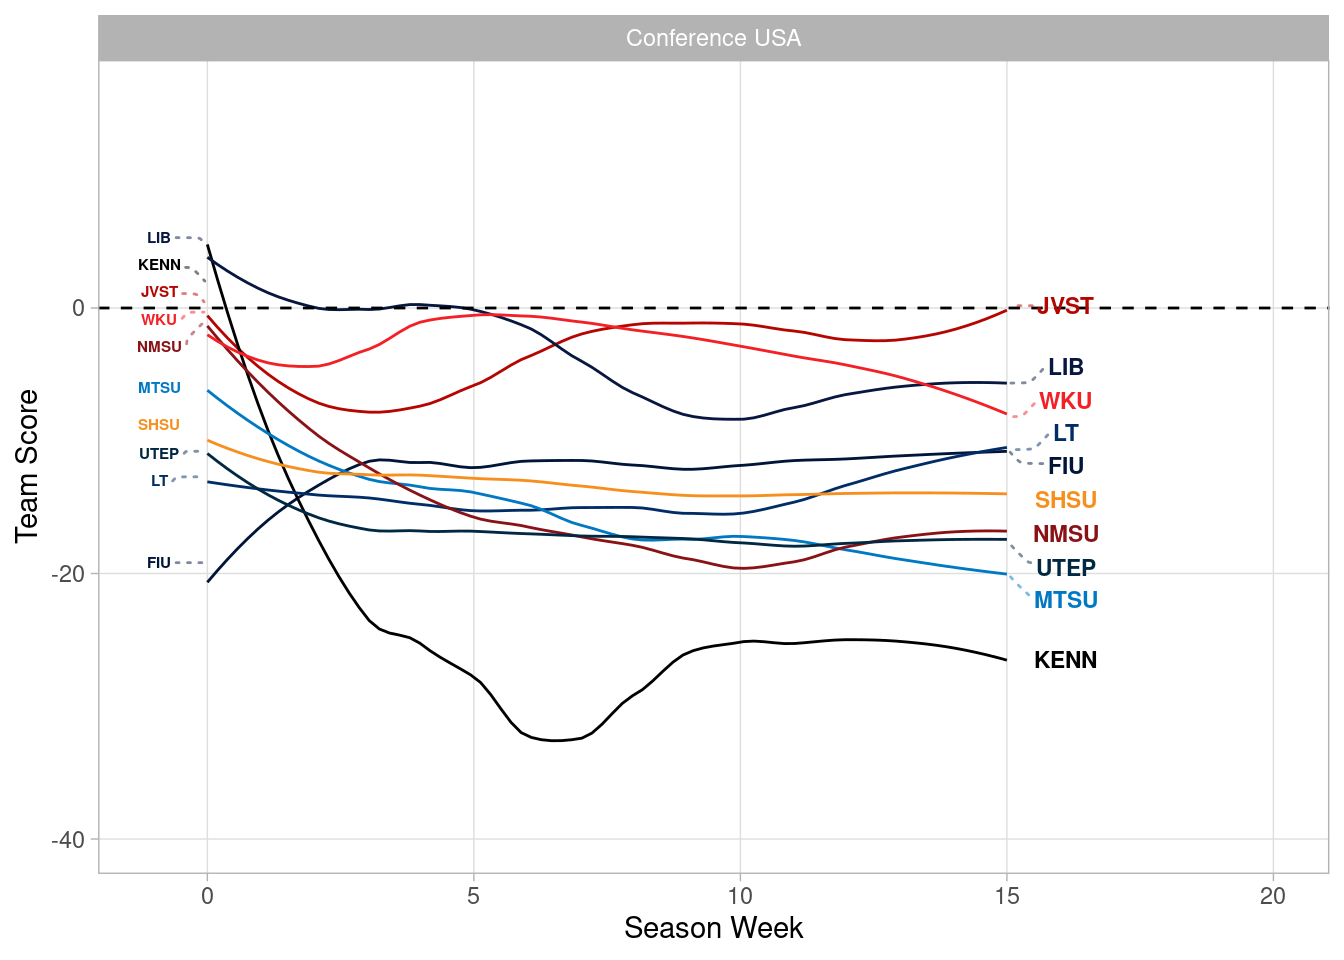 Conference USA
Team Score
0
-20
-40
LIB
KENN
JVST
WKU
NMSU
MTSU
SHSU
UTEP
LT
FIU
JVST
LIB
WKU
LT
FIU
SHSU
NMSU
UTEP
MTSU
KENN
0 5 10 15 20
Season Week